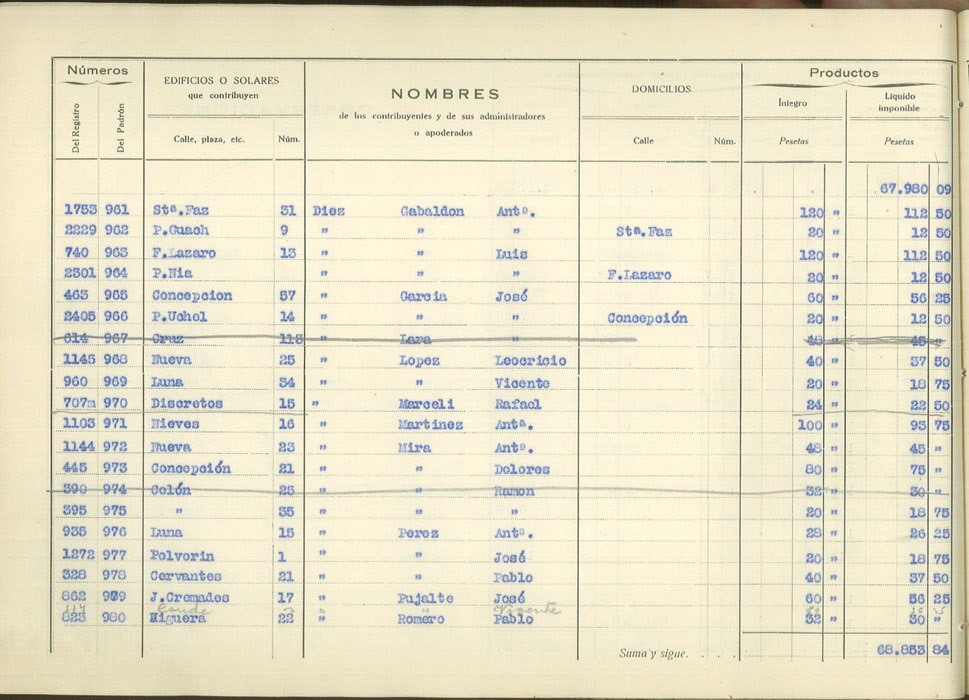 Números EDIFICIOS O SOLARES que contribuyen NOMBRES de los contribuyentes y de sus administradores o apoderados DOMICILIOS Productos
Del Registro Del Padrón Calle, plaza, etc. Núm. Calle Núm. Íntegro Pesetas Líquido imponible Pesetas
67.980 09
1753 961 Stª.Faz 31 Diez Gabaldon Antº. 120 " 112 50
2229 962 P.Guach 9 " " " Stª.Faz 20 " 12 50
740 963 F.Lazaro 13 " " Luis 120 " 112 50
2301 964 P.Nia " " " F.Lazaro 20 " 12 50
463 965 Concepcion 57 " Garcia José 60 " 56 25
2405 966 P.Uchel 14 " " " Concepción 20 " 12 50
614 967 Cruz 116 " Lara " 48 " 45 "
1145 968 Nueva 25 " Lopez Leocricio 40 " 37 50
960 969 Luna 34 " " Vicente 20 " 18 75
707m 970 Discretos 15 " Marceli Rafael 24 " 22 50
1103 971 Nieves 16 " Martinez Antª. 100 " 93 75
1144 972 Nueva 23 " Mira Antº. 48 " 45 "
445 973 Concepción 21 " " Dolores 80 " 75 "
390 974 Colón 25 " " Ramon 32 " 30 "
395 975 " 35 " " " 20 " 18 75
935 976 Luna 15 " Perez Antº. 28 " 26 25
1272 977 Polvorin 1 " " José 20 " 18 75
328 978 Cervantes 21 " " Pablo 40 " 37 50
862 979 J.Cremades 17 " Pujalte José 60 " 56 25
Conde " " Vicente
823 980 Higuera 22 " Romero Pablo 32 " 30 "
Suma y sigue. . . . . 68.853 84